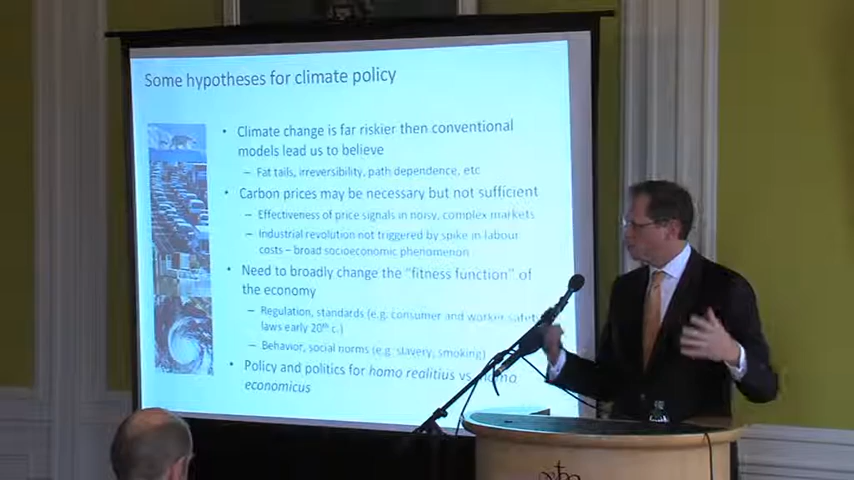 Some hypotheses for climate policy
• Climate change is far riskier then conventional
models lead us to believe
– Fat tails, irreversibility, path dependence, etc
• Carbon prices may be necessary but not sufficient
– Effectiveness of price signals in noisy, complex markets
– Industrial revolution not triggered by spike in labour
costs – broad socioeconomic phenomenon
• Need to broadly change the "fitness function" of
the economy
– Regulation, standards (e.g. consumer and worker safety
laws early 20th c.)
– Behavior, social norms (e.g. slavery, smoking)
• Policy and politics for homo realitius vs.
economicus